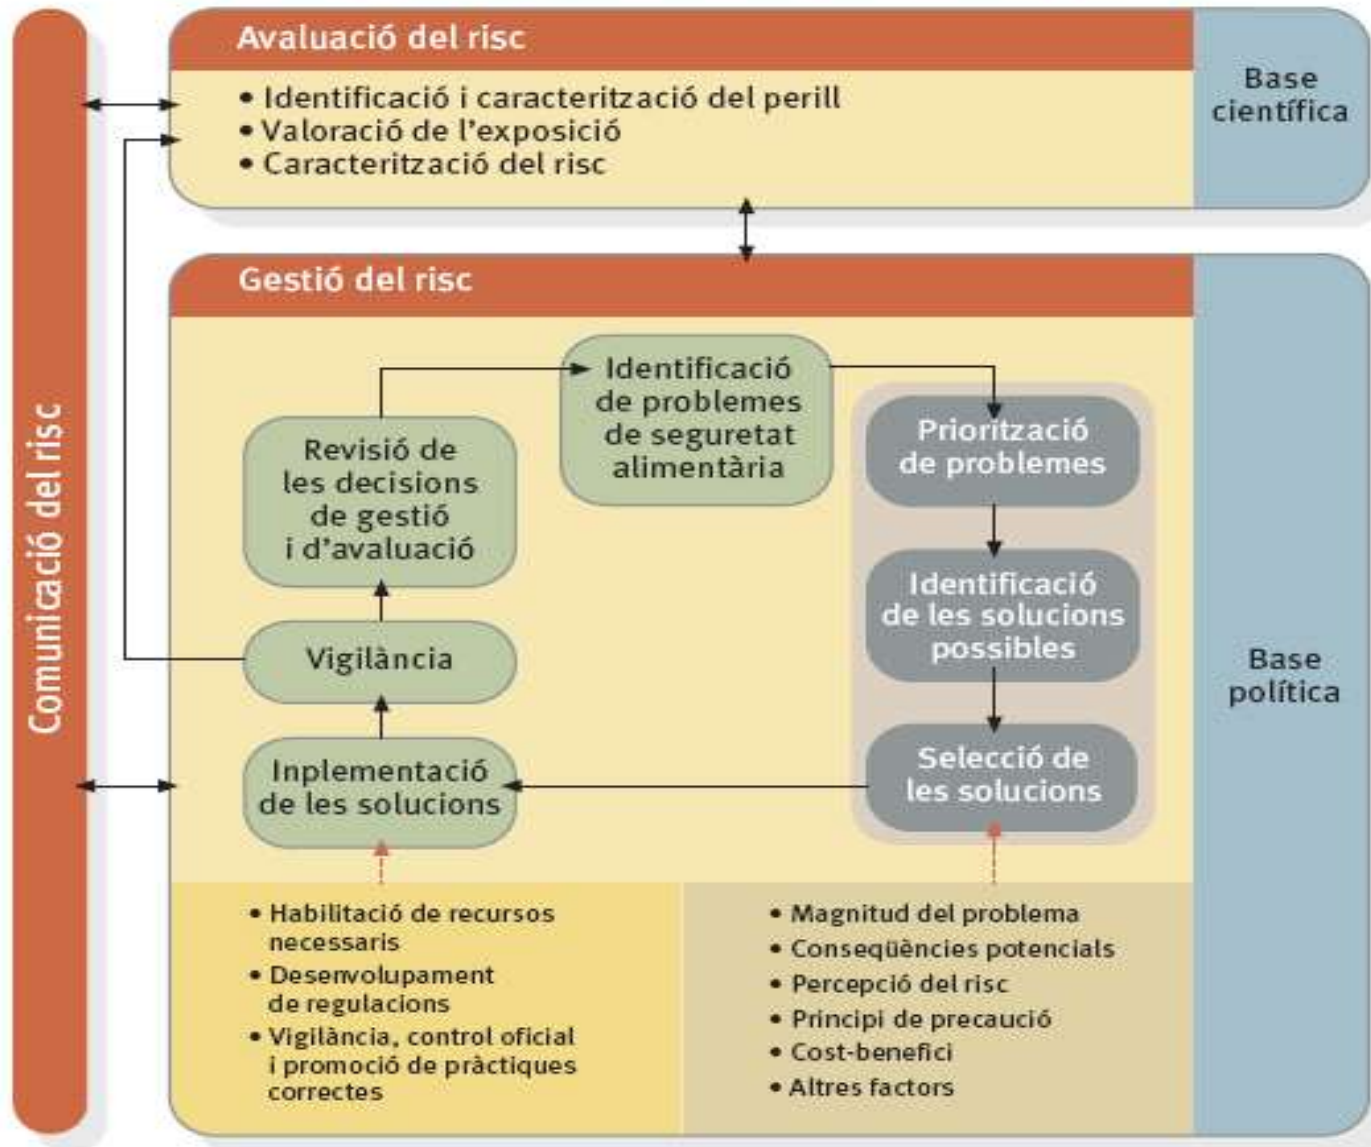 Comunicació del risc
Avaluació del risc
• Identificació i caracterització del perill
• Valoració de l'exposició
• Caracterització del risc
Base
científica
Gestió del risc
Identificació
de problemes
de seguretat
alimentària
Priorització
de problemes
Identificació
de les solucions
possibles
Selecció de
les solucions
Revisió de
les decisions
de gestió
i d'avaluació
Vigilància
Inplementació
de les solucions
Base
política
• Habilitació de recursos
necessaris
• Desenvolupament
de regulacions
• Vigilància, control oficial
i promoció de pràctiques
correctes
• Magnitud del problema
• Conseqüències potencials
• Percepció del risc
• Principi de precaució
• Cost-benefici
• Altres factors